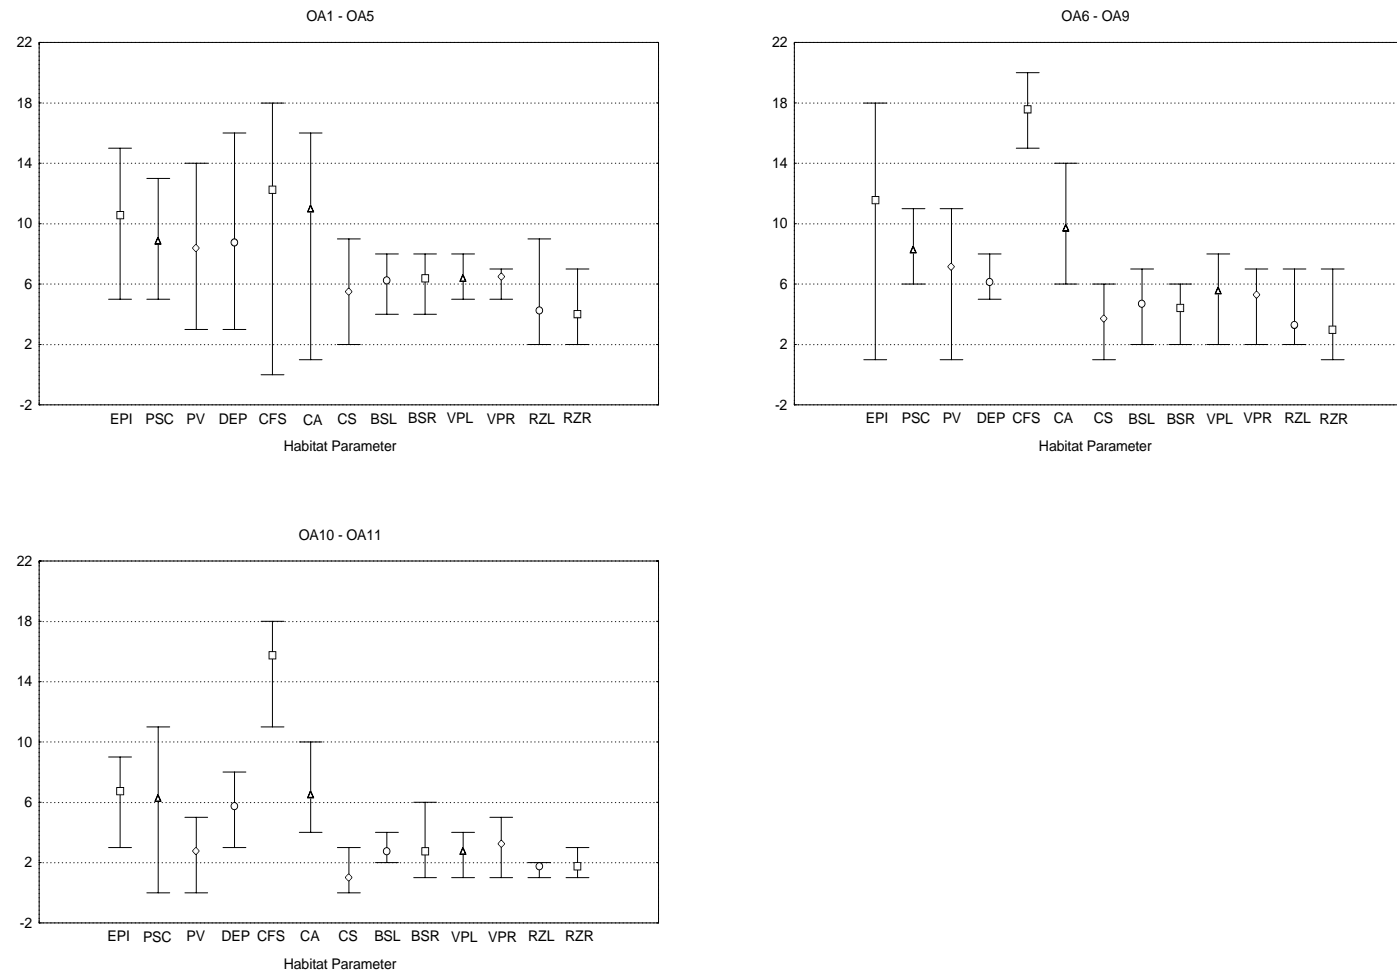 OA1 - OA5
22
18
14
10
6
2
-2
EPI PSC PV DEP CFS CA CS BSL BSR VPL VPR RZL RZR
Habitat Parameter
OA6 - OA9
22
18
14
10
6
2
-2
EPI PSC PV DEP CFS CA CS BSL BSR VPL VPR RZL RZR
Habitat Parameter
OA10 - OA11
22
18
14
10
6
2
-2
EPI PSC PV DEP CFS CA CS BSL BSR VPL VPR RZL RZR
Habitat Parameter